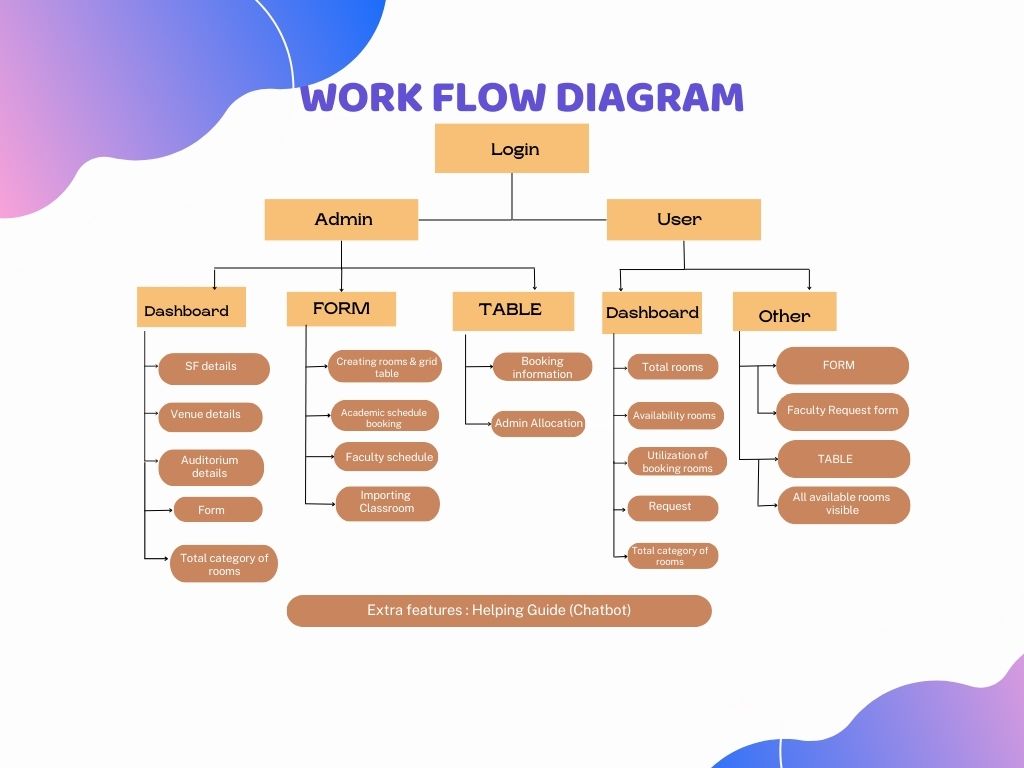 WORK FLOW DIAGRAM
Login
Admin
User
Dashboard
FORM
TABLE
Dashboard
Other
SF details
Venue details
Auditorium
details
Form
Total category of
rooms
Creating rooms & grid
table
Academic schedule
booking
Faculty schedule
Importing
Classroom
Booking
information
Admin Allocation
Total rooms
Availability rooms
Utilization of
booking rooms
Request
Total category of
rooms
FORM
Faculty Request form
TABLE
All available rooms
visible
Extra features : Helping Guide (Chatbot)